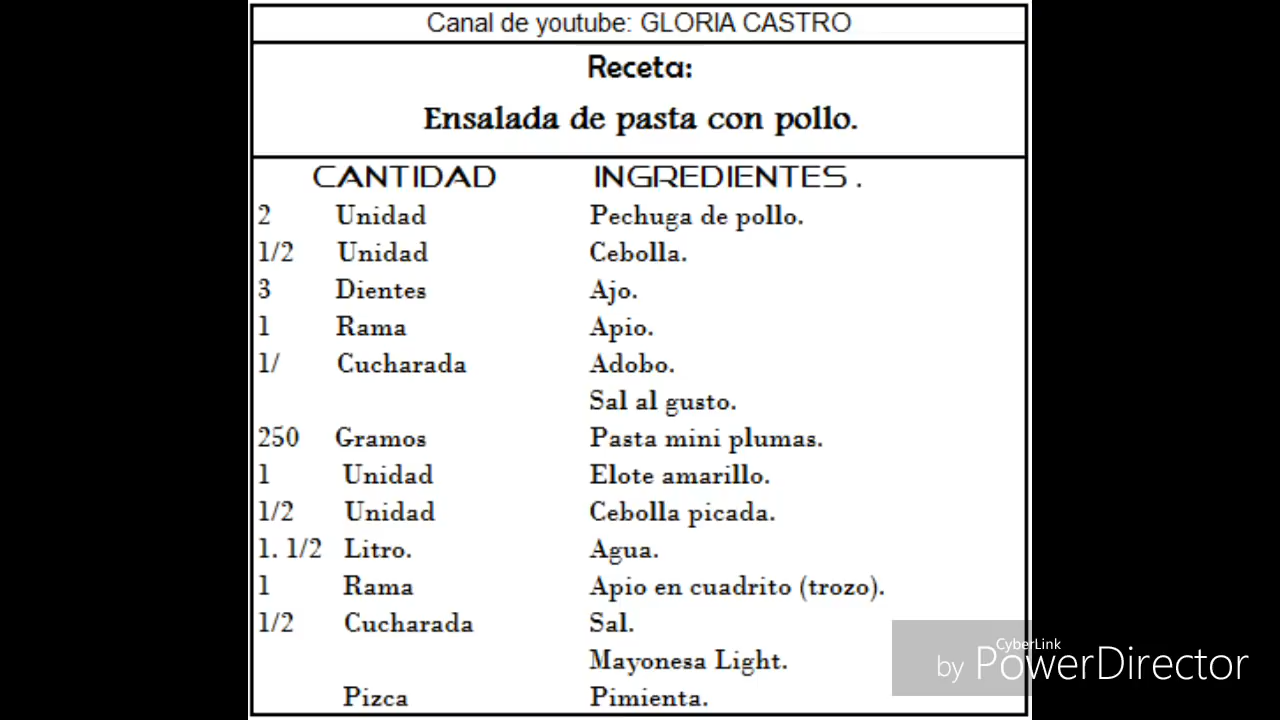 Canal de youtube: GLORIA CASTRO
Receta:
Ensalada de pasta con pollo.
CANTIDAD INGREDIENTES .
2 Unidad Pechuga de pollo.
1/2 Unidad Cebolla.
3 Dientes Ajo.
1 Rama Apio.
1/ Cucharada Adobo.
Sal al gusto.
250 Gramos Pasta mini plumas.
1 Unidad Elote amarillo.
1/2 Unidad Cebolla picada.
1. 1/2 Litro. Agua.
1 Rama Apio en cuadrito (trozo).
1/2 Cucharada Sal.
Mayonesa Light.
Pizca Pimienta.
CyberLink
by PowerDirector